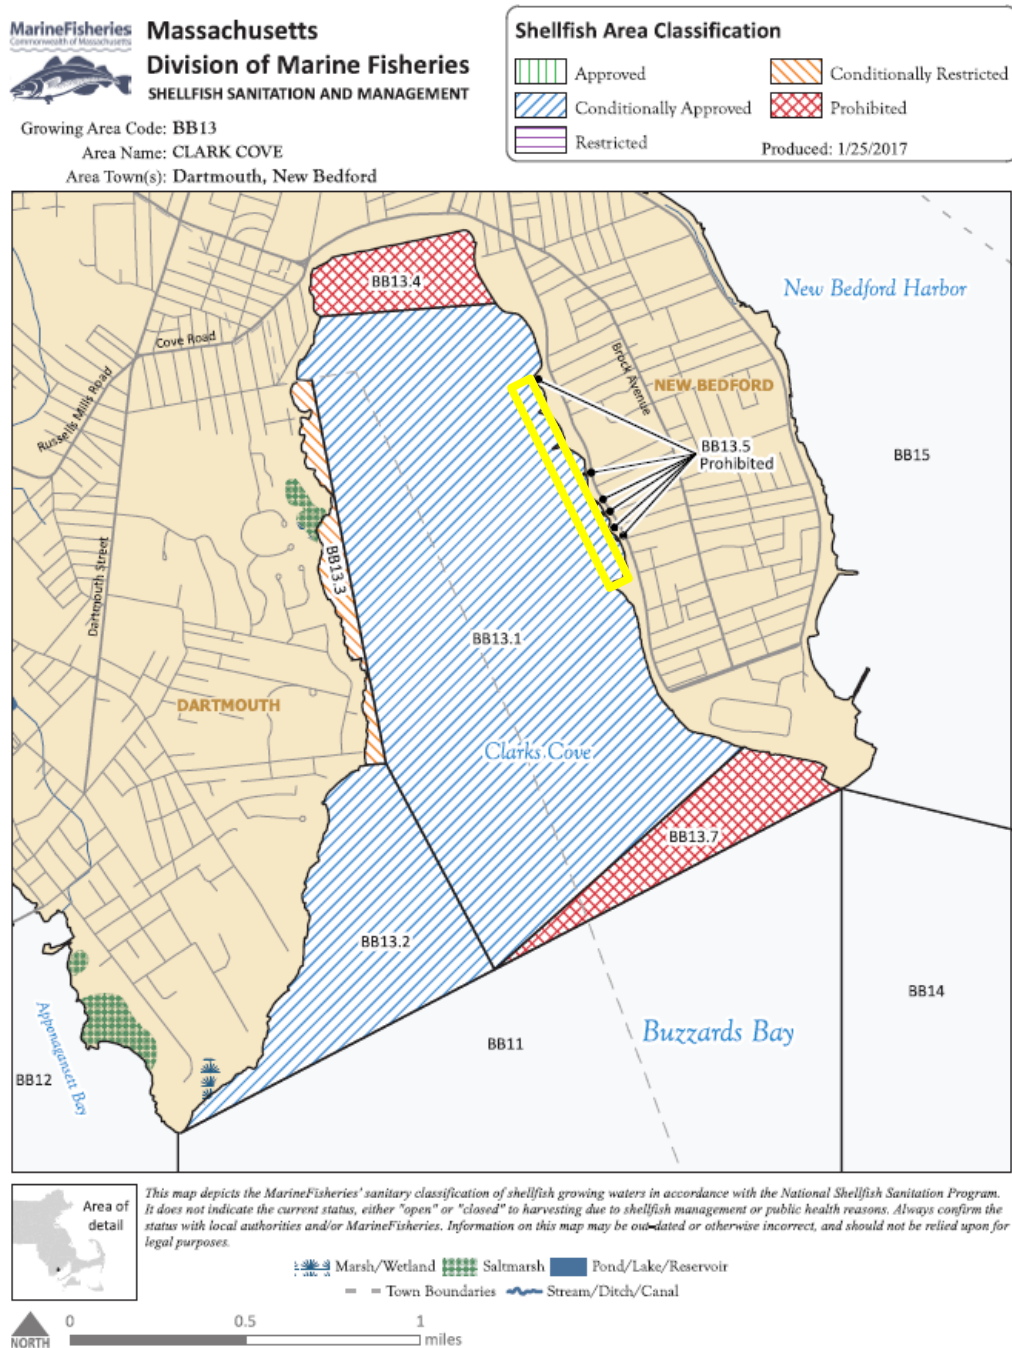 MarineFisheries
Commonwealth of Massachusetts
Massachusetts
Division of Marine Fisheries
SHELLFISH SANITATION AND MANAGEMENT
Growing Area Code: BB13
Area Name: CLARK COVE
Area Town(s): Dartmouth, New Bedford
Shellfish Area Classification
Approved
Conditionally Restricted
Conditionally Approved
Prohibited
Restricted
Produced: 1/25/2017
BB13.4
New Bedford Harbor
Cove Road
Brock Avenue
NEW BEDFORD
Russells Mills Road
BB13.5
Prohibited
BB15
Dartmouth Street
BB13.3
BB13.1
DARTMOUTH
Clarks Cove
BB13.7
BB13.2
BB14
Apponagansett Bay
Buzzards Bay
BB11
BB12
Area of
detail
This map depicts the MarineFisheries' sanitary classification of shellfish growing waters in accordance with the National Shellfish Sanitation Program.
It does not indicate the current status, either "open" or "closed" to harvesting due to shellfish management or public health reasons. Always confirm the
status with local authorities and/or MarineFisheries. Information on this map may be out-dated or otherwise incorrect, and should not be relied upon for
legal purposes.
Marsh/Wetland Saltmarsh Pond/Lake/Reservoir
Town Boundaries Stream/Ditch/Canal
NORTH
0 0.5 1
miles